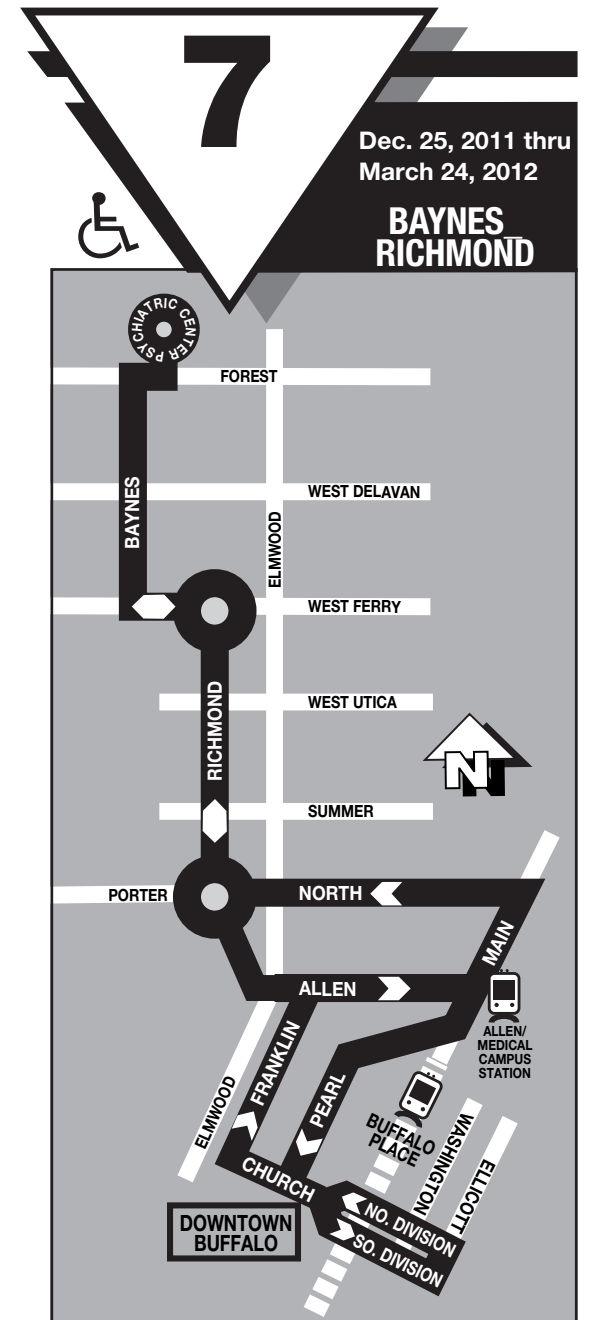 7
Dec. 25, 2011 thru
March 24, 2012
BAYNES_
RICHMOND
PSYCHIATRIC CENTER
FOREST
BAYNES
WEST DELAVAN
ELMWOOD
WEST FERRY
RICHMOND
WEST UTICA
N
SUMMER
PORTER
NORTH
MAIN
ALLEN
ALLEN/
MEDICAL
CAMPUS
STATION
FRANKLIN
PEARL
ELMWOOD
BUFFALO
PLACE
WASHINGTON
ELLICOTT
CHURCH
NO. DIVISION
SO. DIVISION
DOWNTOWN
BUFFALO